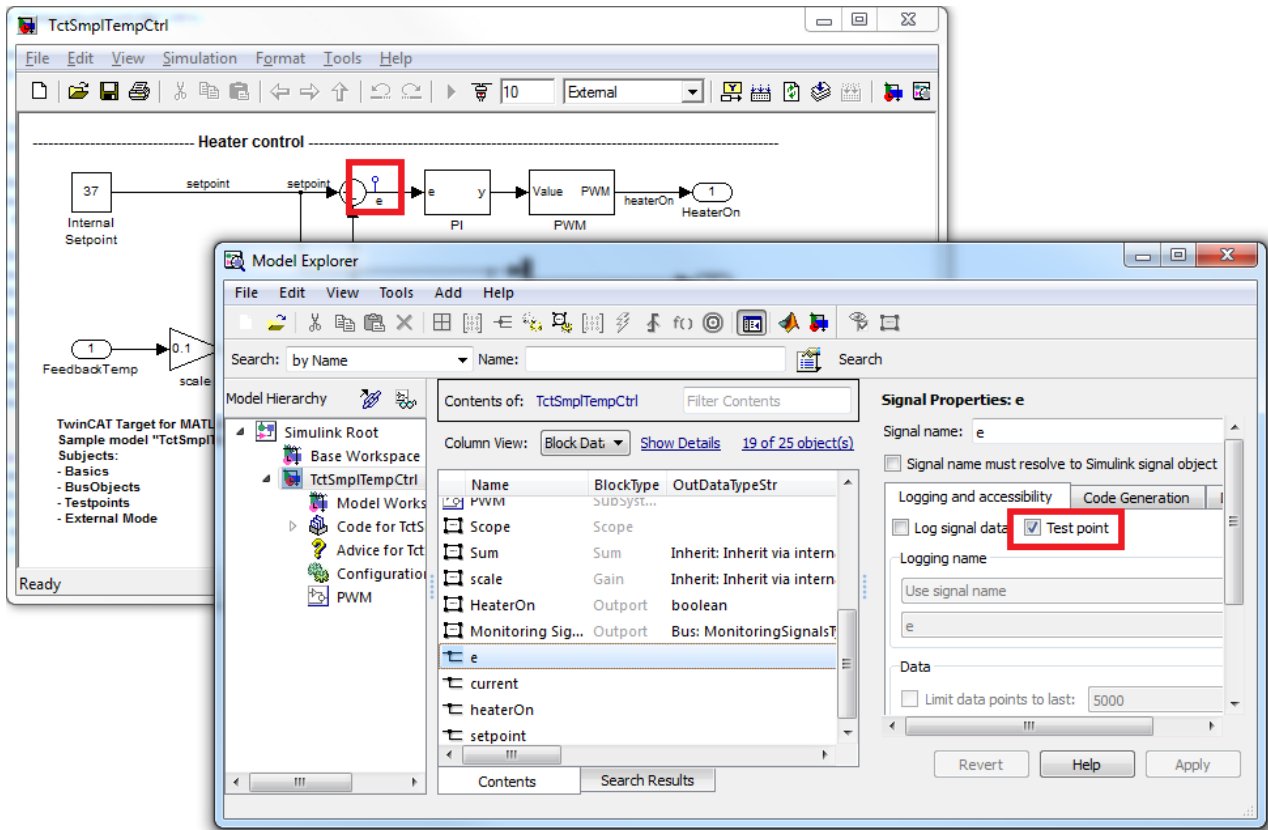 TctSmplTempCtrl
File Edit View Simulation Format Tools Help
10 External
Heater control
37 setpoint setpoint e e y Value PWM heaterOn 1
HeaterOn
Internal
Setpoint
PI PWM
1 0.1
FeedbackTemp
scale
TwinCAT Target for MATL
Sample model "TctSmplT
Subjects:
- Basics
- BusObjects
- Testpoints
- External Mode
Ready
Model Explorer
File Edit View Tools Add Help
Search: by Name Name: Search
Model Hierarchy
Simulink Root
Base Workspace
TctSmplTempCtrl
Model Works
Code for TctS
Advice for Tct
Configuration
PWM
Contents of: TctSmplTempCtrl Filter Contents
Column View: Block Dat Show Details 19 of 25 object(s)
Name BlockType OutDataTypeStr
PWM SubSyst...
Scope Scope
Sum Sum Inherit: Inherit via intern
scale Gain Inherit: Inherit via intern
HeaterOn Outport boolean
Monitoring Sig... Outport Bus: MonitoringSignalsT
e
current
heaterOn
setpoint
Contents Search Results
Signal Properties: e
Signal name: e
Signal name must resolve to Simulink signal object
Logging and accessibility Code Generation
Log signal data Test point
Logging name
Use signal name
e
Data
Limit data points to last: 5000
Revert Help Apply